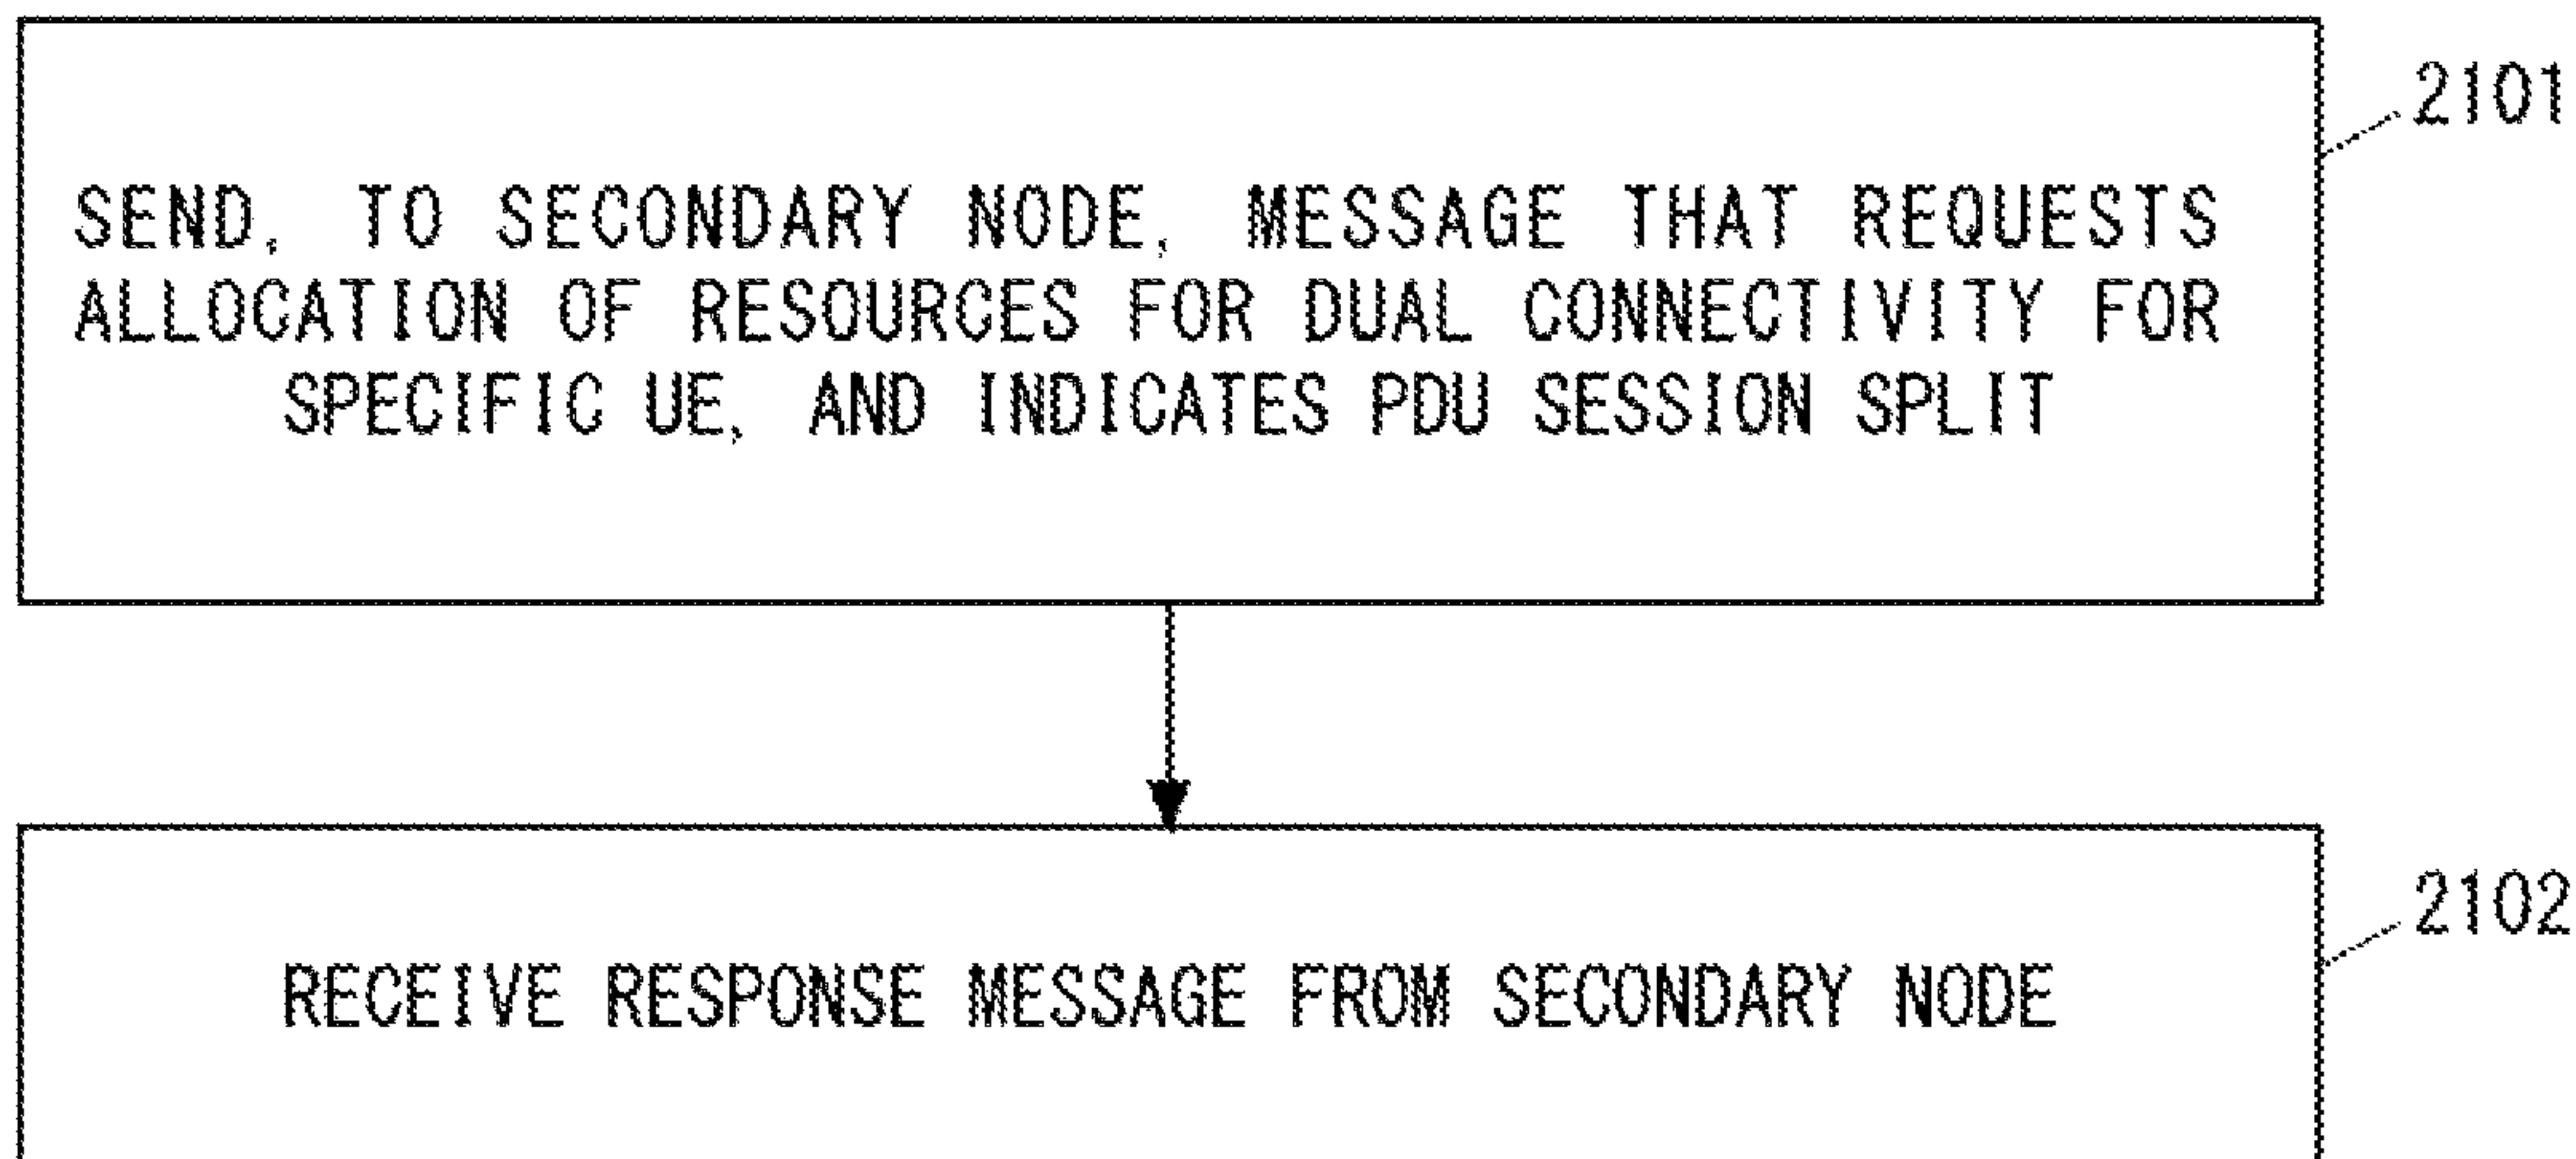 2101
SEND, TO SECONDARY NODE, MESSAGE THAT REQUESTS
ALLOCATION OF RESOURCES FOR DUAL CONNECTIVITY FOR
SPECIFIC UE, AND INDICATES PDU SESSION SPLIT
2102
RECEIVE RESPONSE MESSAGE FROM SECONDARY NODE